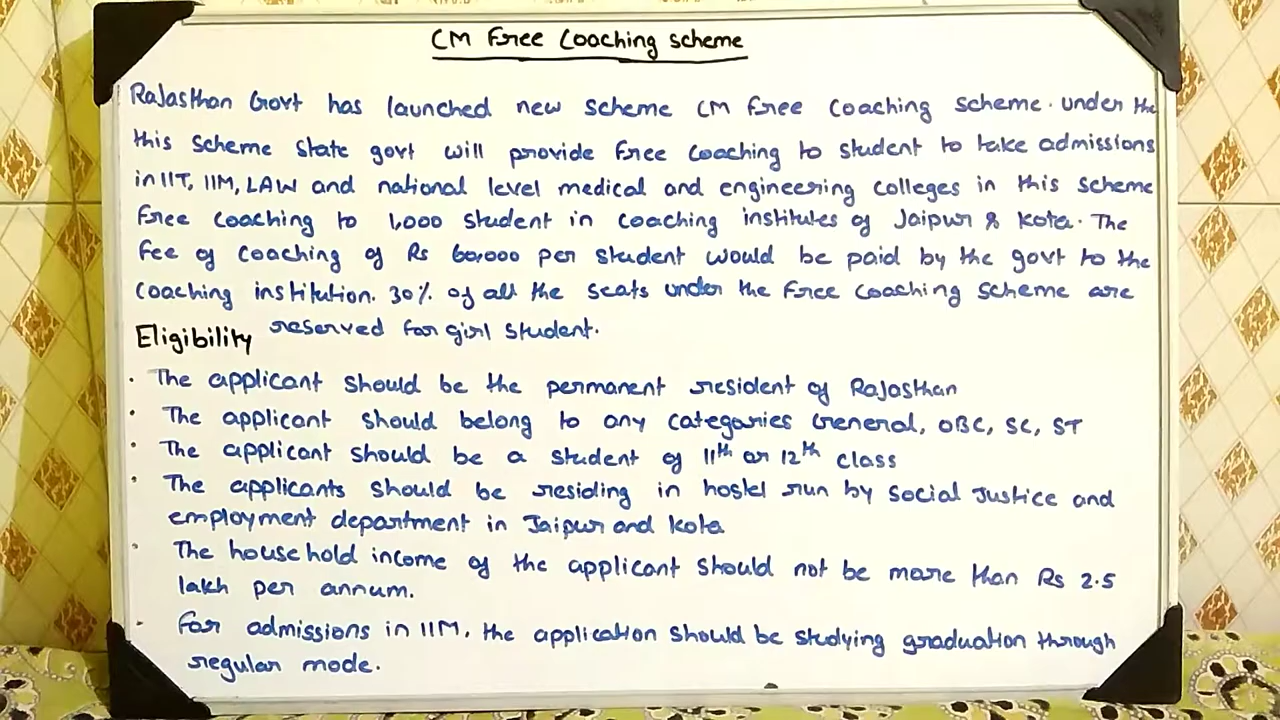 CM Free Coaching scheme
Rajasthan Govt has launched new scheme CM free coaching scheme. under the
this scheme state govt will provide free coaching to student to take admissions
in IIT, IIM, LAW and national level medical and engineering colleges in this scheme
free coaching to 1,000 student in coaching institutes of Jaipur & Kota. The
fee of coaching of Rs 60,000 per student would be paid by the govt to the
coaching institution. 30% of all the seats under the free coaching scheme are
reserved for girl student.
Eligibility
• The applicant should be the permanent resident of Rajasthan
• The applicant should belong to any categories General, OBC, SC, ST
• The applicant should be a student of 11th or 12th class
• The applicants should be residing in hostel run by social Justice and
employment department in Jaipur and Kota
• The household income of the applicant should not be more than Rs 2.5
lakh per annum.
• For admissions in IIM, the application should be studying graduation through
regular mode.